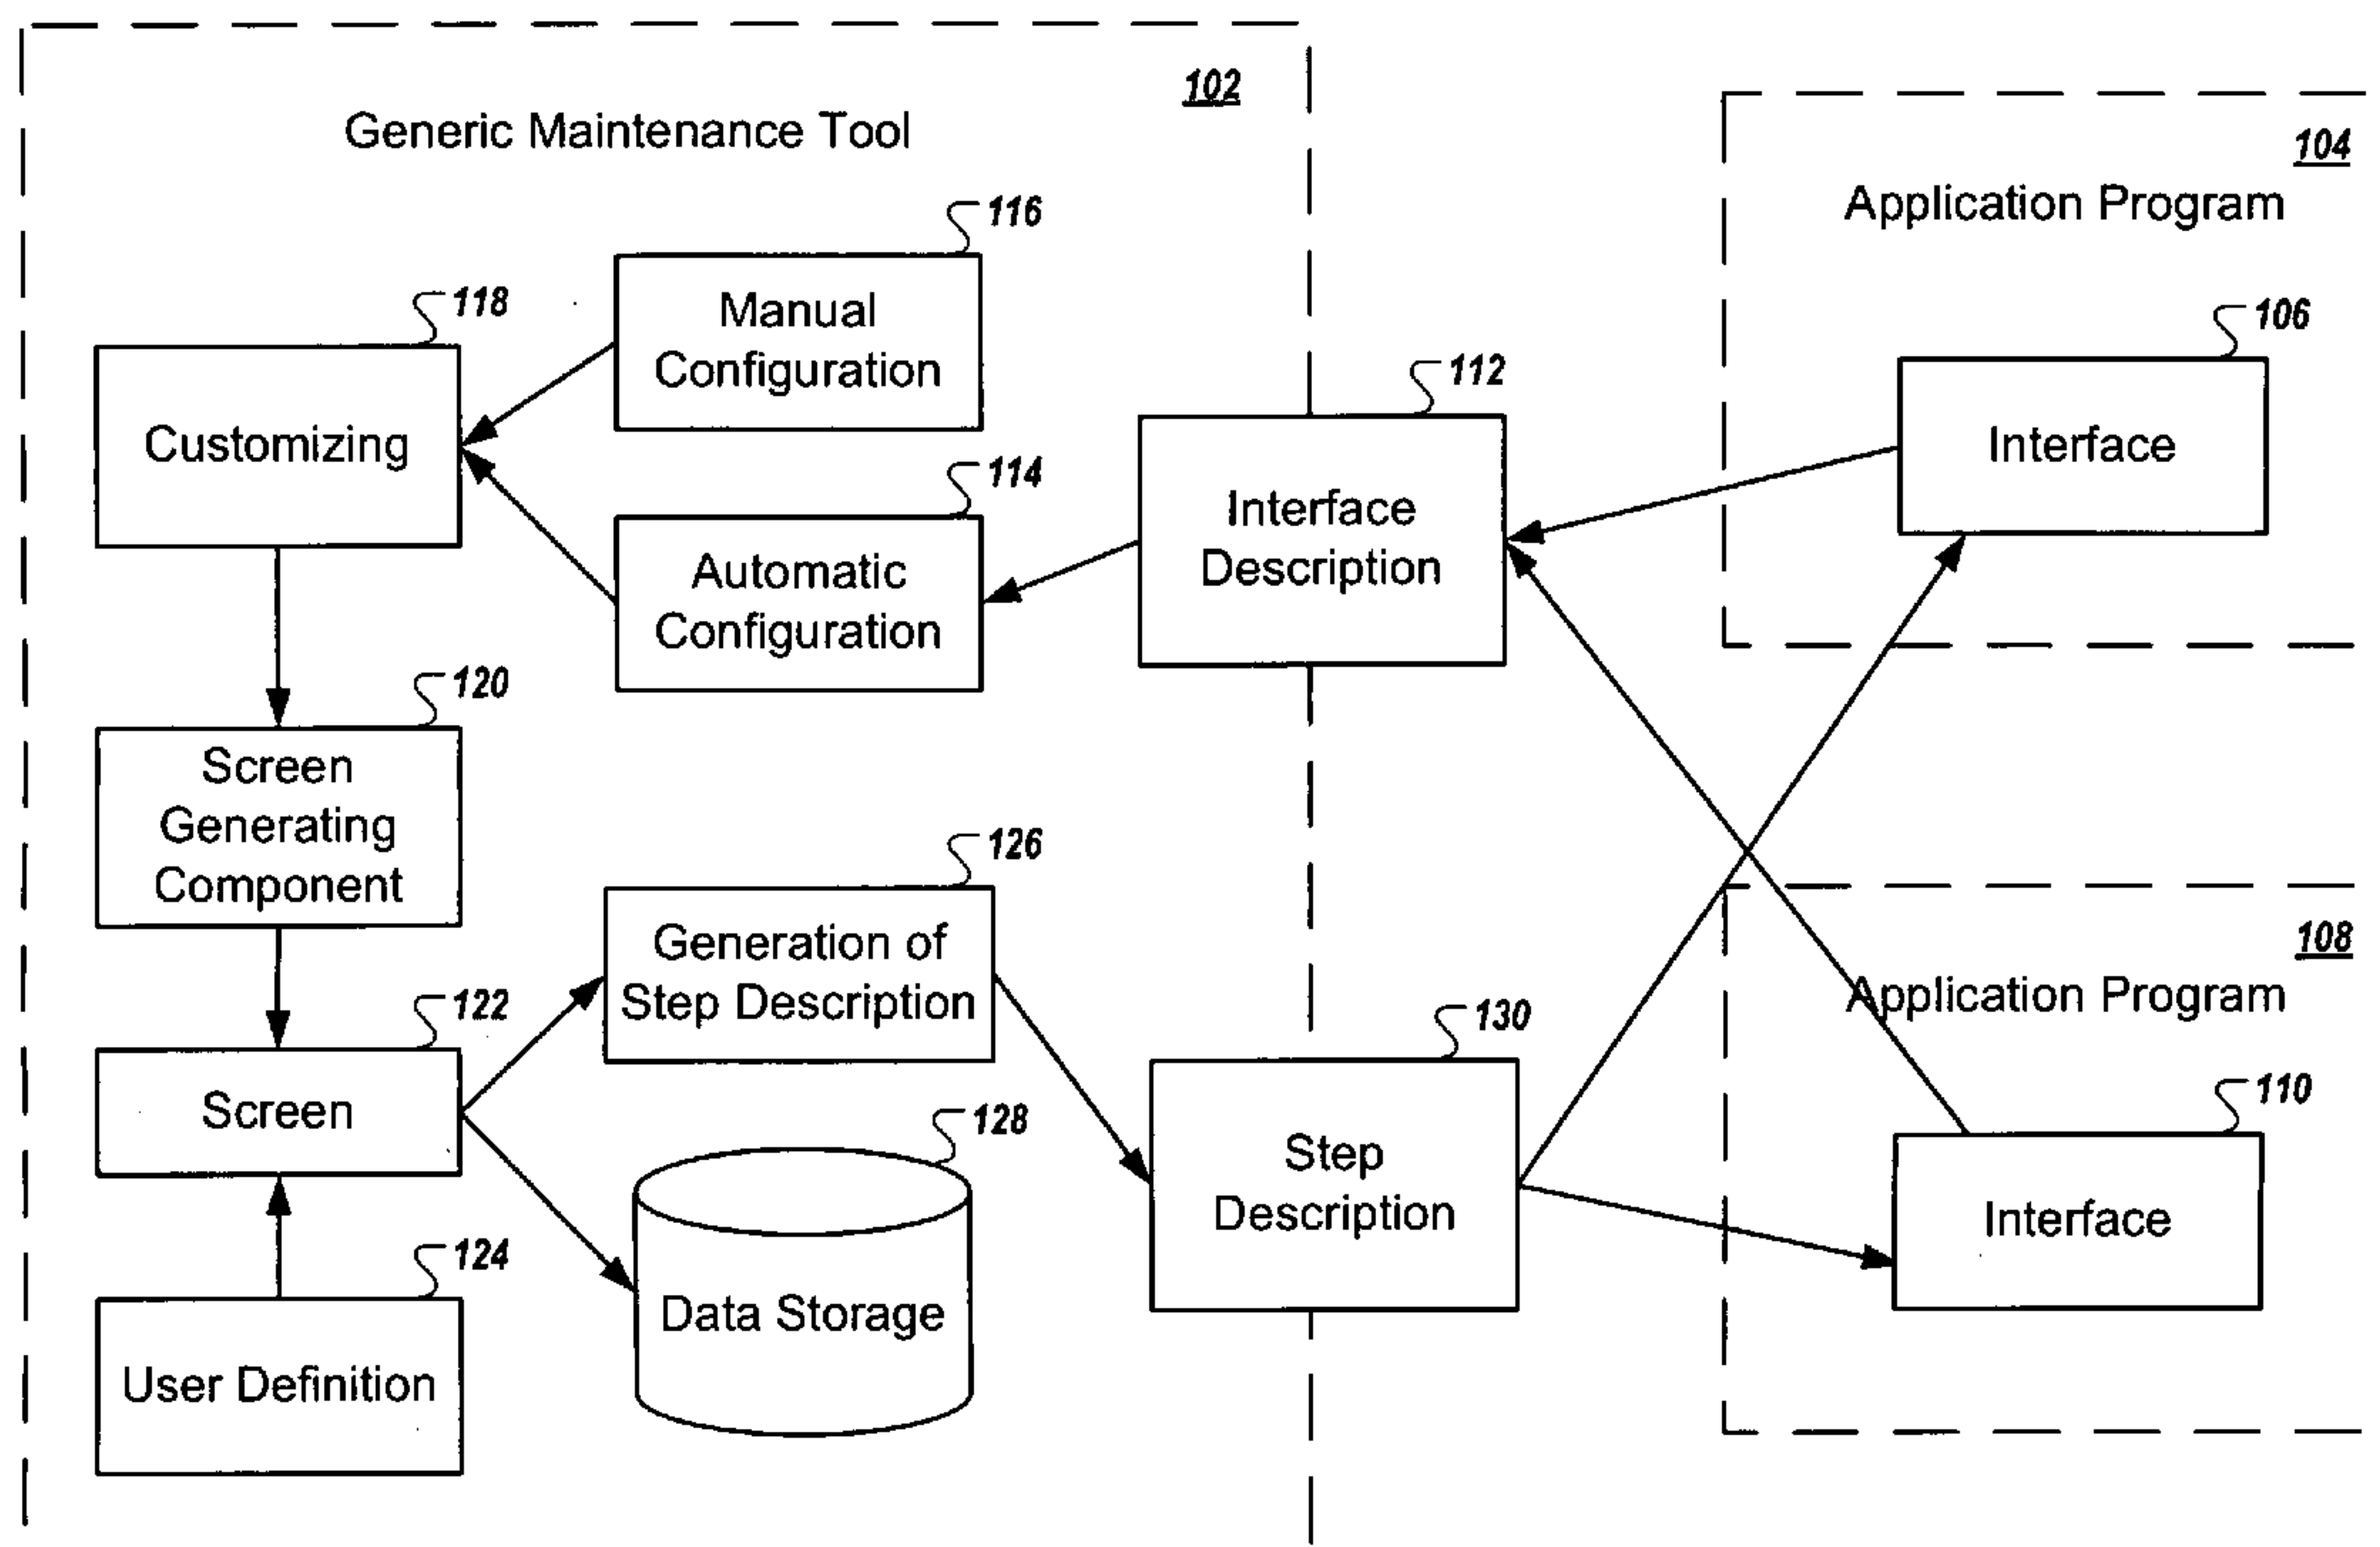 102
Generic Maintenance Tool
104
Application Program
116
Manual
Configuration
118
Customizing
106
Interface
112
Interface
Description
114
Automatic
Configuration
120
Screen
Generating
Component
126
Generation of
Step Description
108
Application Program
122
Screen
130
Step
Description
110
Interface
128
Data Storage
124
User Definition